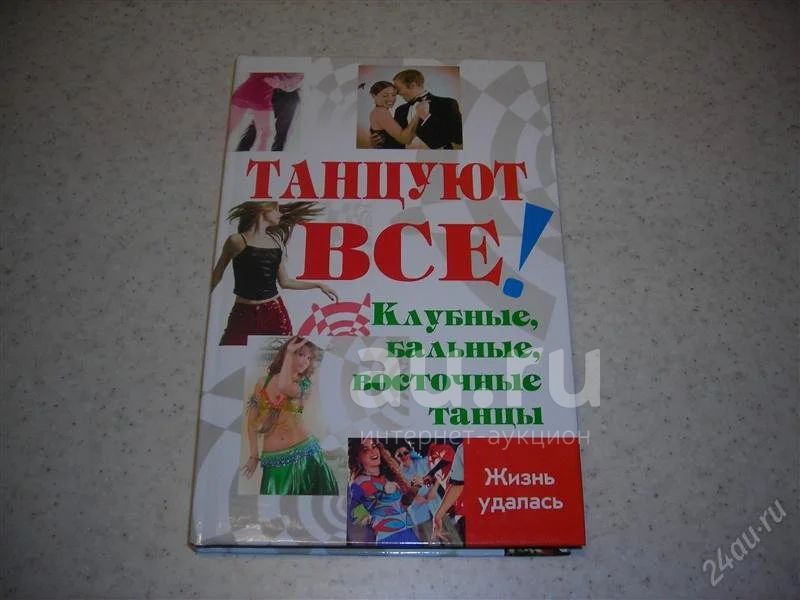 ТАНЦУЮТ
ВСЕ!
Клубные,
бальные,
восточные
танцы
au.ru
интернет-аукцион
Жизнь
удалась
24au.ru